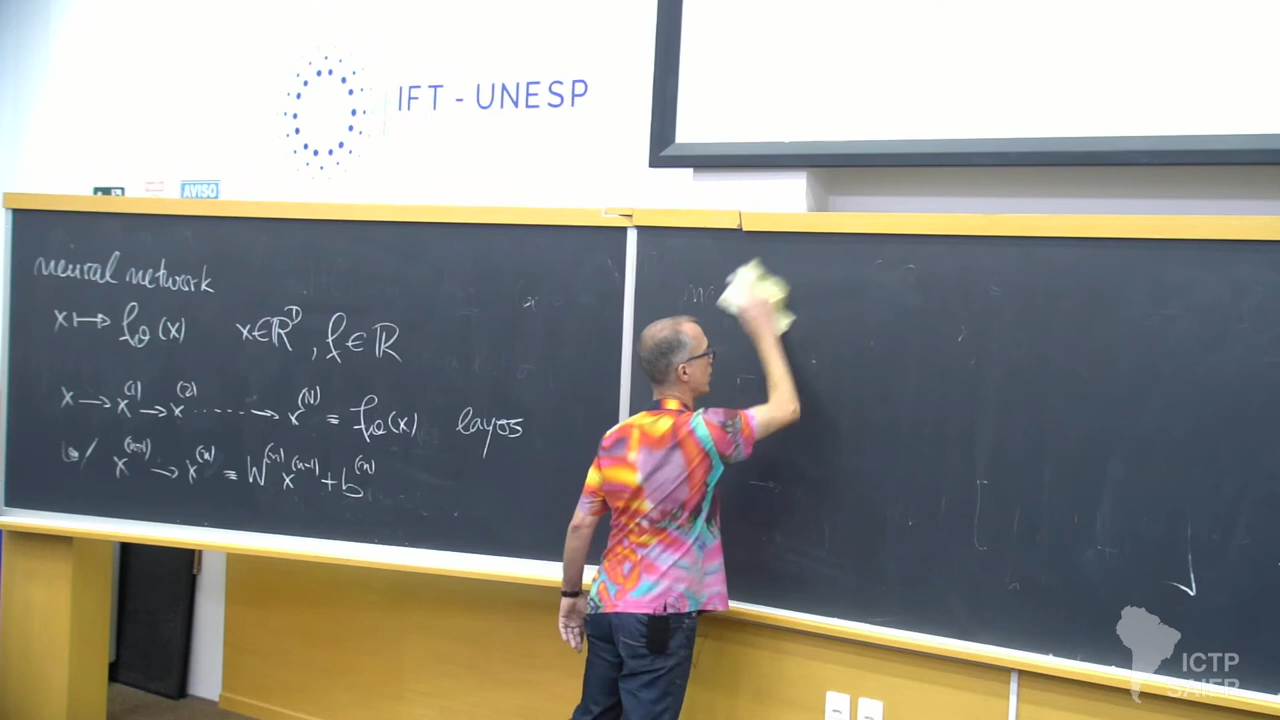 IFT - UNESP
AVISO
neural network
x ↦ f_θ(x) x ∈ ℝ^D , f ∈ ℝ
x → x^(1) → x^(2) ⋯⋯ → x^(N) ≡ f_θ(x) layers
w/ x^(n-1) → x^(n) ≡ W^(n) x^(n-1) + b^(n)
ICTP
SAIFR